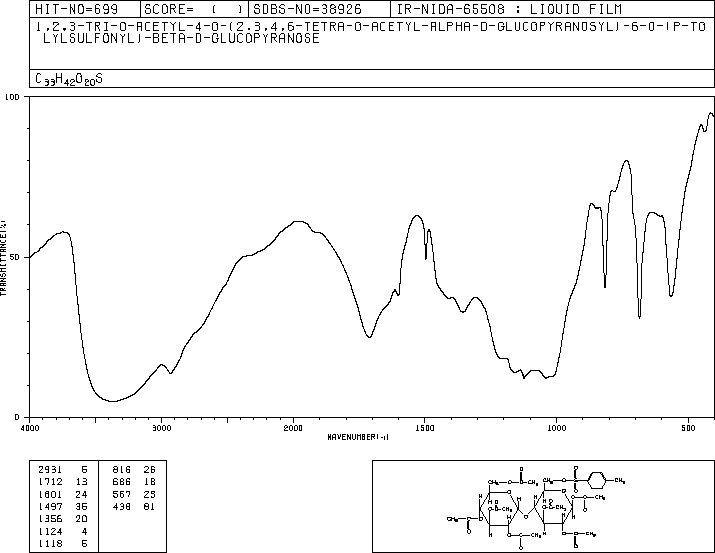 HIT-NO=699 SCORE= ( ) SDBS-NO=38926 IR-NIDA-65508 : LIQUID FILM
1,2,3-TRI-O-ACETYL-4-O-(2,3,4,6-TETRA-O-ACETYL-ALPHA-D-GLUCOPYRANOSYL)-6-O-(P-TO
LYLSULFONYL)-BETA-D-GLUCOPYRANOSE
C33H42O20S
100
50
0
TRANSMITTANCE(%)
4000 3000 2000 1500 1000 500
WAVENUMBER(-1)
2931 6 816 26
1712 13 686 18
1601 24 567 25
1497 36 438 81
1356 20
1124 4
1118 6